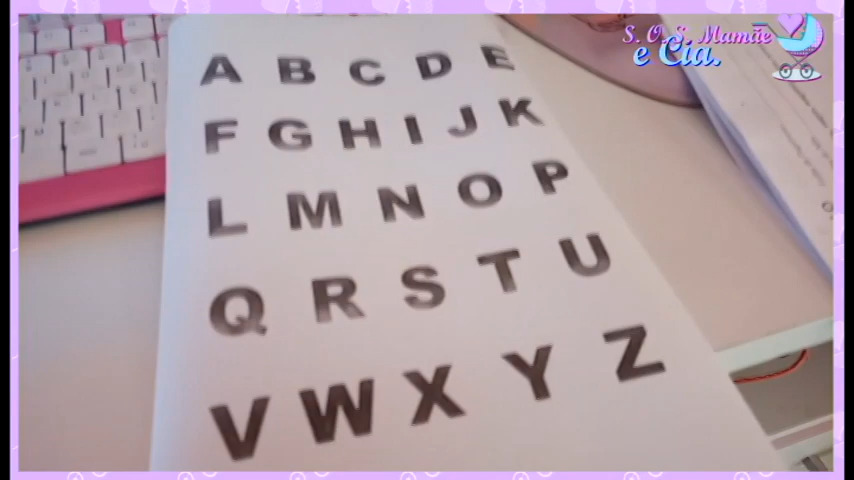 S. O. S. Mamãe
e Cia.
A B C D E
F G H I J K
L M N O P
Q R S T U
V W X Y Z